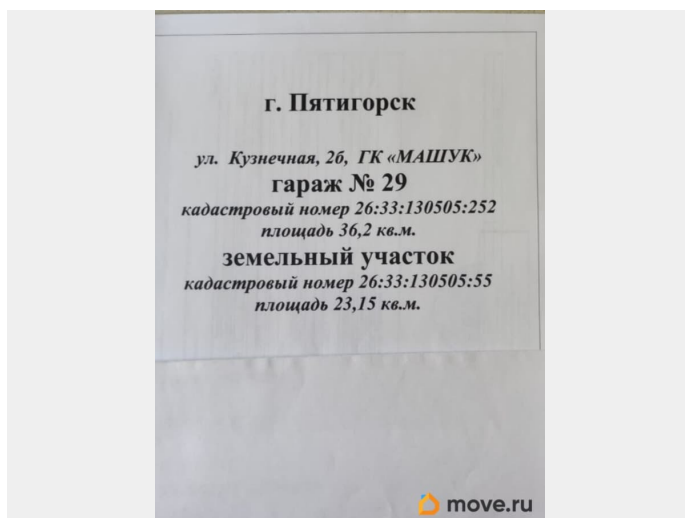 г. Пятигорск
ул. Кузнечная, 2б, ГК «МАШУК»
гараж № 29
кадастровый номер 26:33:130505:252
площадь 36,2 кв.м.
земельный участок
кадастровый номер 26:33:130505:55
площадь 23,15 кв.м.
move.ru